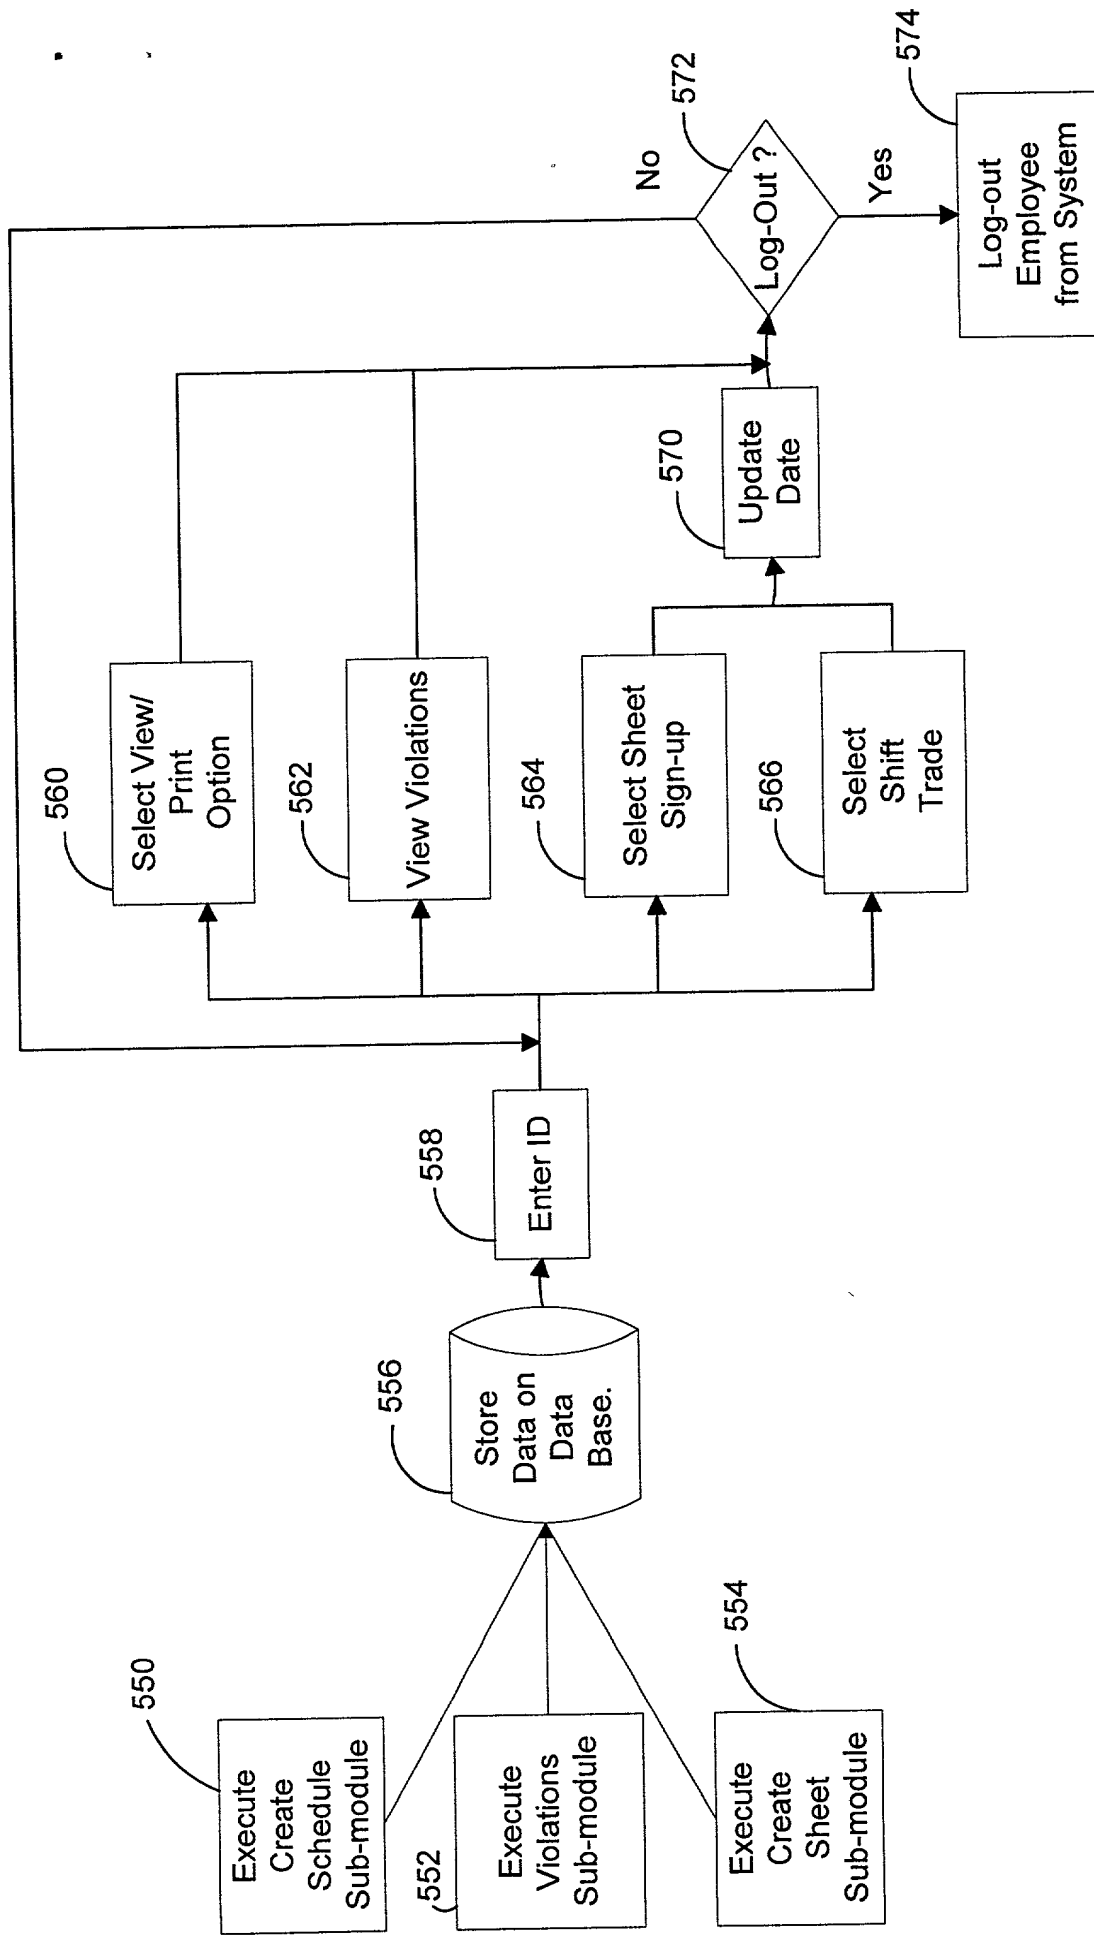 550
Execute
Create
Schedule
Sub-module
552
Execute
Violations
Sub-module
554
Execute
Create
Sheet
Sub-module
556
Store
Data on
Data
Base.
558
Enter ID
560
Select View/
Print
Option
562
View Violations
564
Select Sheet
Sign-up
566
Select
Shift
Trade
570
Update
Date
572
Log-Out ?
No
Yes
574
Log-out
Employee
from System